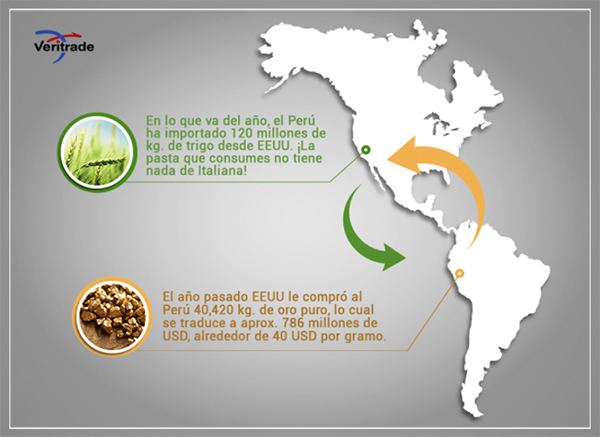 Veritrade
En lo que va del año, el Perú
ha importado 120 millones de
kg. de trigo desde EEUU. ¡La
pasta que consumes no tiene
nada de Italiana!
El año pasado EEUU le compró al
Perú 40,420 kg. de oro puro, lo cual
se traduce a aprox. 786 millones de
USD, alrededor de 40 USD por gramo.